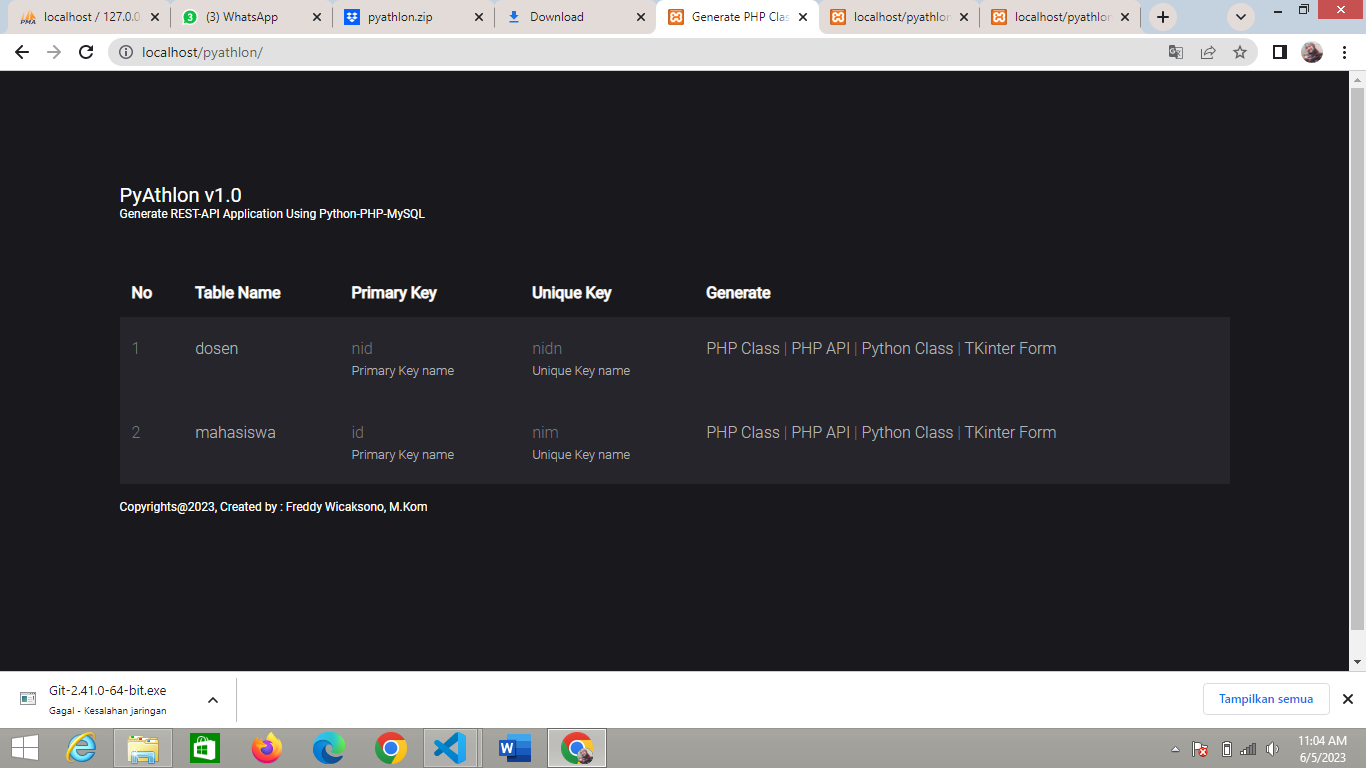 localhost / 127.0.0.
(3) WhatsApp
pyathlon.zip
Download
Generate PHP Clas
localhost/pyathlon
localhost/pyathlon
localhost/pyathlon/
PyAthlon v1.0
Generate REST-API Application Using Python-PHP-MySQL
No Table Name Primary Key Unique Key Generate
1 dosen nid nidn PHP Class | PHP API | Python Class | TKinter Form
Primary Key name Unique Key name
2 mahasiswa id nim PHP Class | PHP API | Python Class | TKinter Form
Primary Key name Unique Key name
Copyrights@2023, Created by : Freddy Wicaksono, M.Kom
Git-2.41.0-64-bit.exe
Gagal - Kesalahan jaringan
Tampilkan semua
11:04 AM
6/5/2023